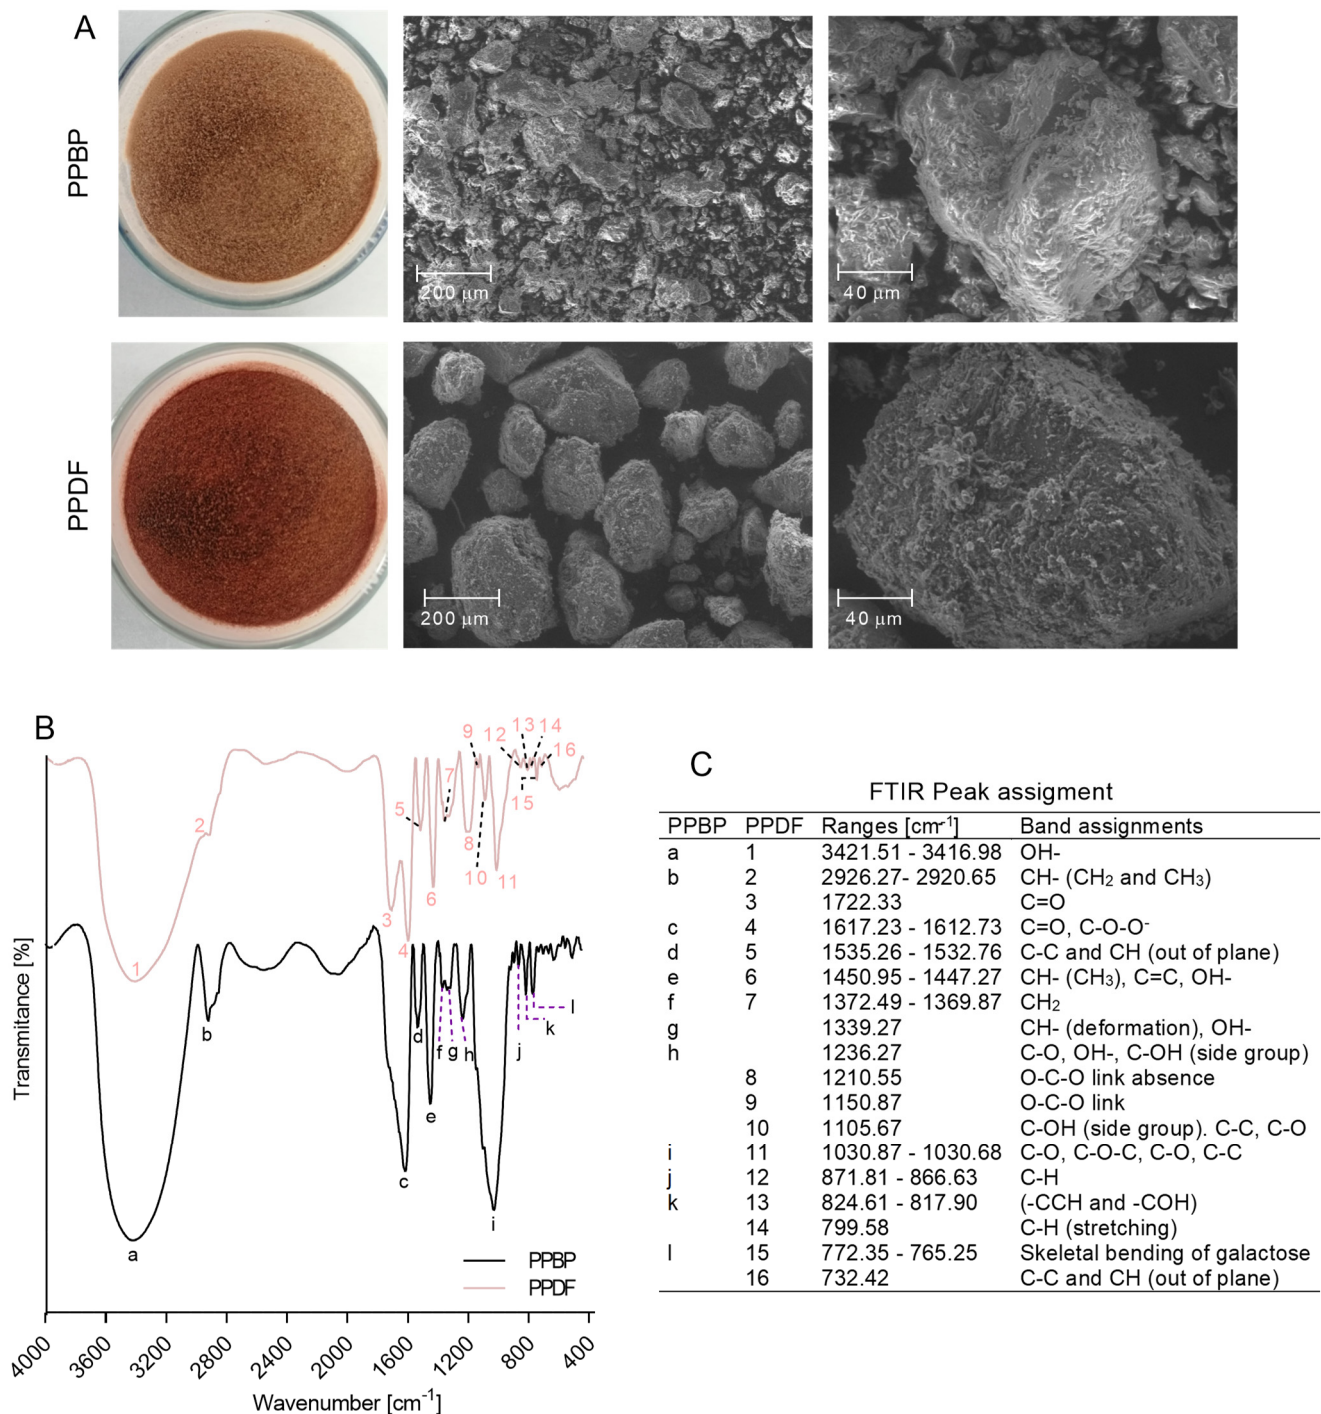 A
PPBP
200 μm
40 μm
PPDF
200 μm
40 μm
B
9
12
13
14
16
7
5
15
2
8
10
11
6
3
4
1
Transmitance [%]
b
d
f
g
h
j
k
l
e
c
i
a
PPBP
PPDF
4000 3600 3200 2800 2400 2000 1600 1200 800 400
Wavenumber [cm⁻¹]
C
FTIR Peak assigment
PPBP PPDF Ranges [cm⁻¹] Band assignments
a 1 3421.51 - 3416.98 OH-
b 2 2926.27- 2920.65 CH- (CH₂ and CH₃)
3 1722.33 C=O
c 4 1617.23 - 1612.73 C=O, C-O-O⁻
d 5 1535.26 - 1532.76 C-C and CH (out of plane)
e 6 1450.95 - 1447.27 CH- (CH₃), C=C, OH-
f 7 1372.49 - 1369.87 CH₂
g 1339.27 CH- (deformation), OH-
h 1236.27 C-O, OH-, C-OH (side group)
8 1210.55 O-C-O link absence
9 1150.87 O-C-O link
10 1105.67 C-OH (side group). C-C, C-O
i 11 1030.87 - 1030.68 C-O, C-O-C, C-O, C-C
j 12 871.81 - 866.63 C-H
k 13 824.61 - 817.90 (-CCH and -COH)
14 799.58 C-H (stretching)
l 15 772.35 - 765.25 Skeletal bending of galactose
16 732.42 C-C and CH (out of plane)